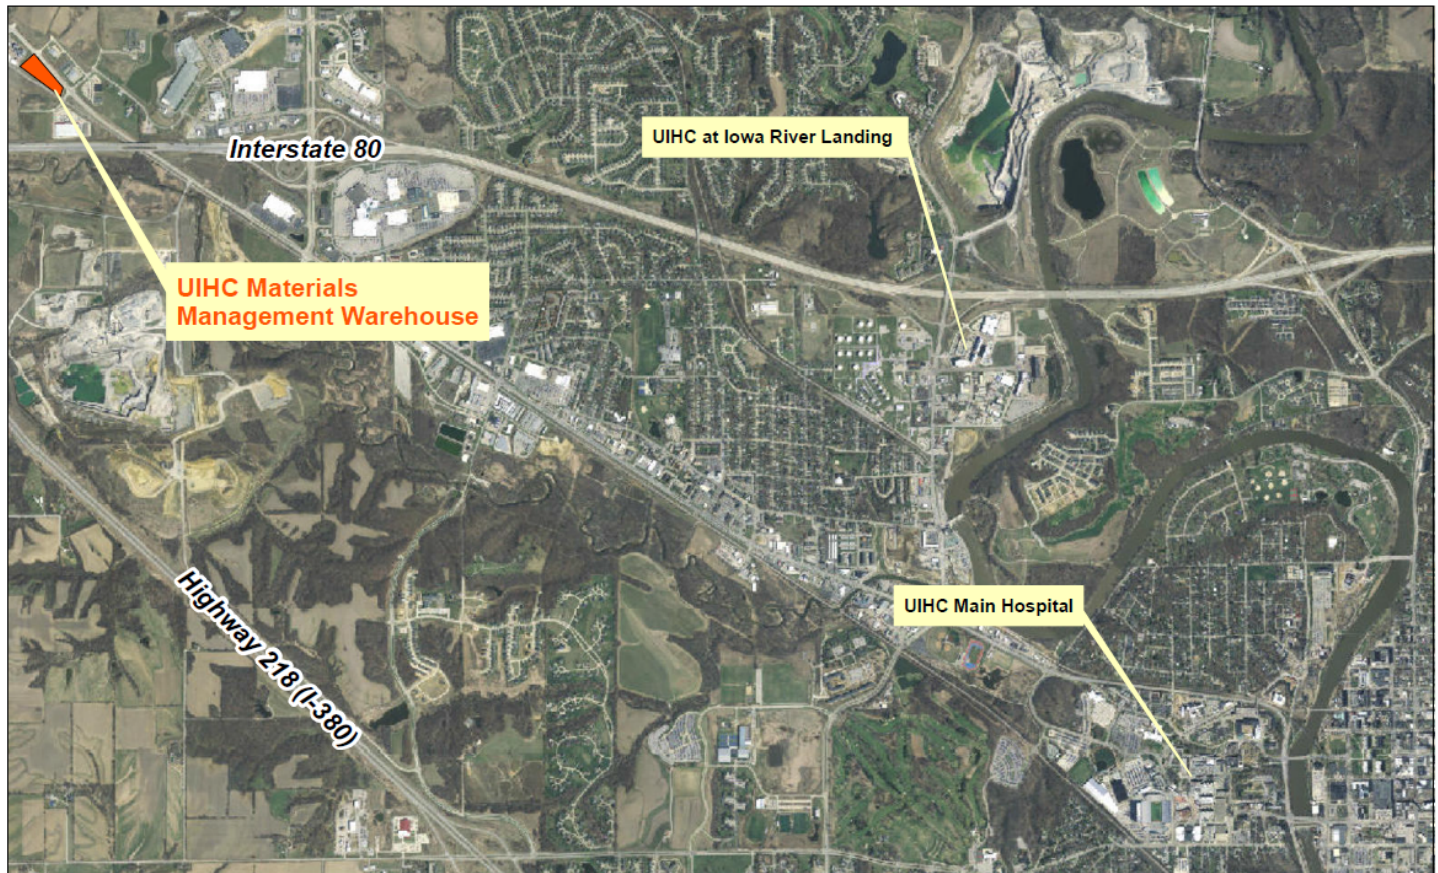 UIHC at Iowa River Landing
Interstate 80
UIHC Materials
Management Warehouse
Highway 218 (I-380)
UIHC Main Hospital